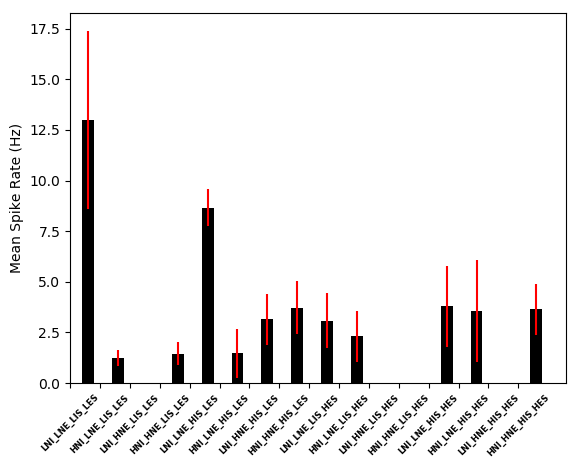 17.5
15.0
12.5
10.0
7.5
5.0
2.5
0.0
Mean Spike Rate (Hz)
LNI_LNE_LIS_LES
HNI_LNE_LIS_LES
LNI_HNE_LIS_LES
HNI_HNE_LIS_LES
LNI_LNE_HIS_LES
HNI_LNE_HIS_LES
LNI_HNE_HIS_LES
HNI_HNE_HIS_LES
LNI_LNE_LIS_HES
HNI_LNE_LIS_HES
LNI_HNE_LIS_HES
HNI_HNE_LIS_HES
LNI_LNE_HIS_HES
HNI_LNE_HIS_HES
LNI_HNE_HIS_HES
HNI_HNE_HIS_HES